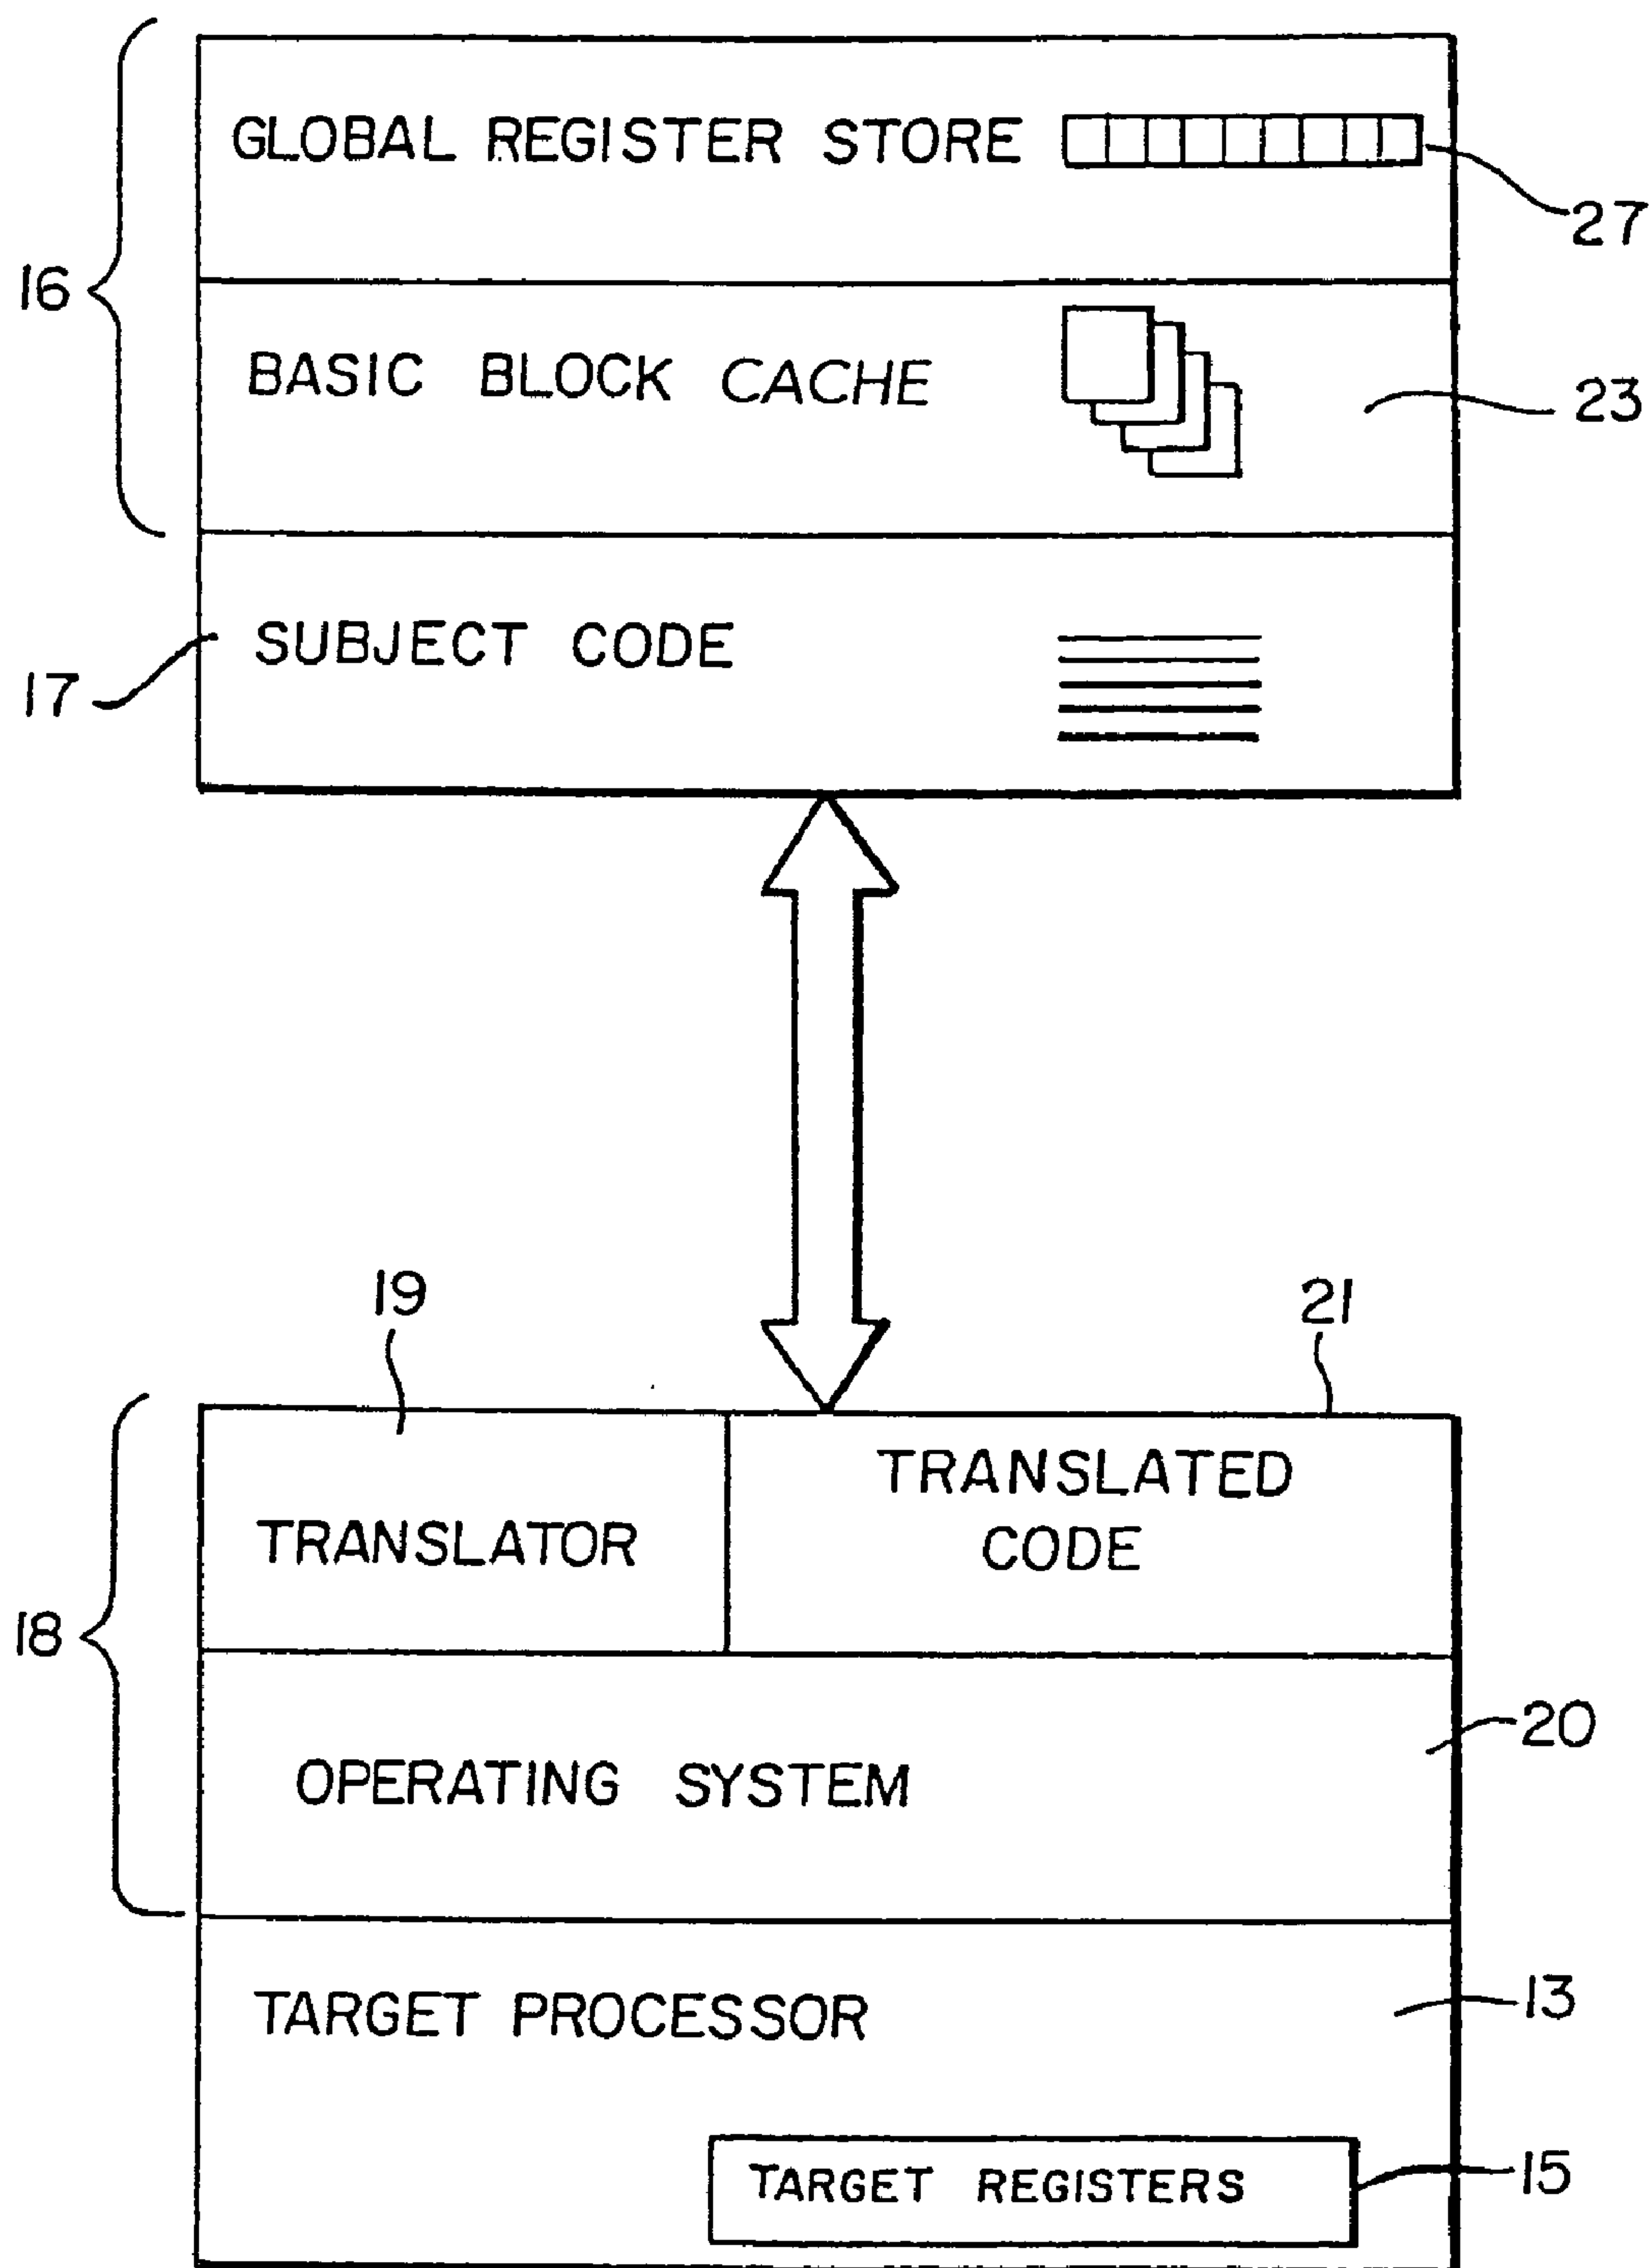 GLOBAL REGISTER STORE
27
16
BASIC BLOCK CACHE
23
SUBJECT CODE
17
19
21
TRANSLATED
CODE
TRANSLATOR
18
20
OPERATING SYSTEM
TARGET PROCESSOR
13
TARGET REGISTERS
15